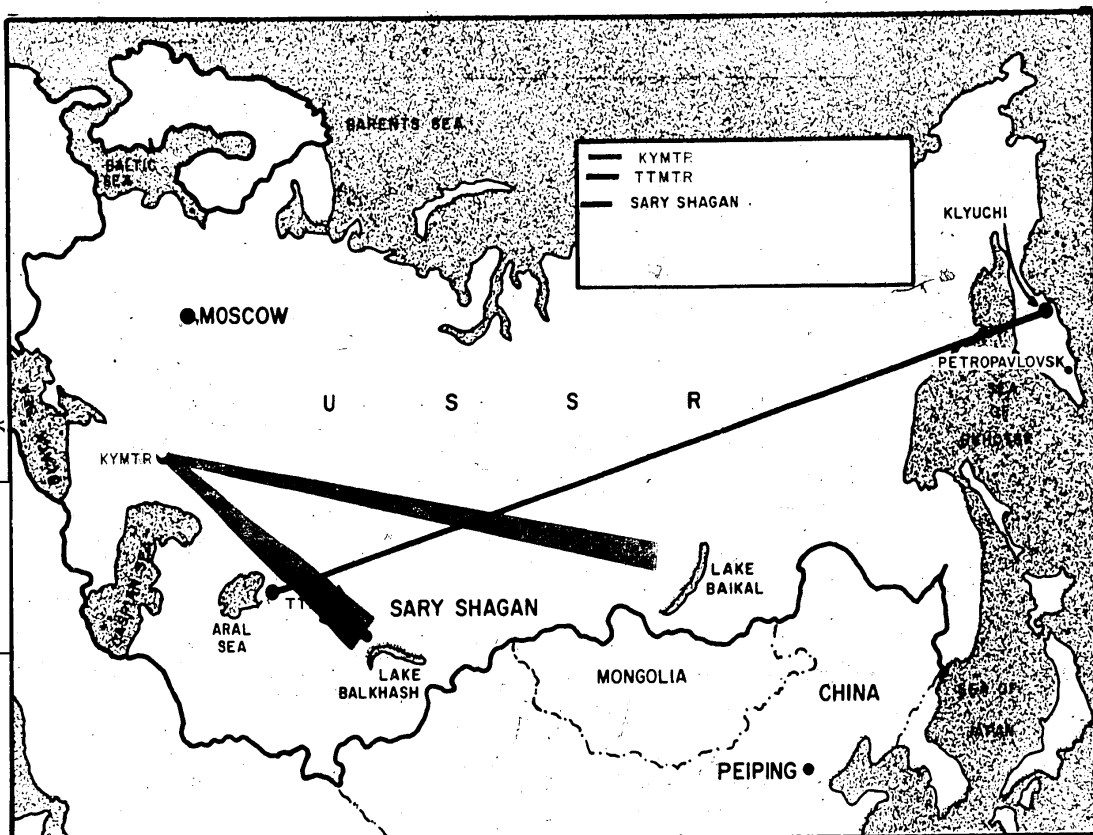 BARENTS SEA
BALTIC
SEA
KYMTR
TTMTR
SARY SHAGAN
KLYUCHI
MOSCOW
PETROPAVLOVSK
SEA
OF
OKHOTSK
U S S R
KYMTR
LAKE
BAIKAL
SARY SHAGAN
ARAL
SEA
LAKE
BALKHASH
MONGOLIA
CHINA
SEA OF
JAPAN
PEIPING